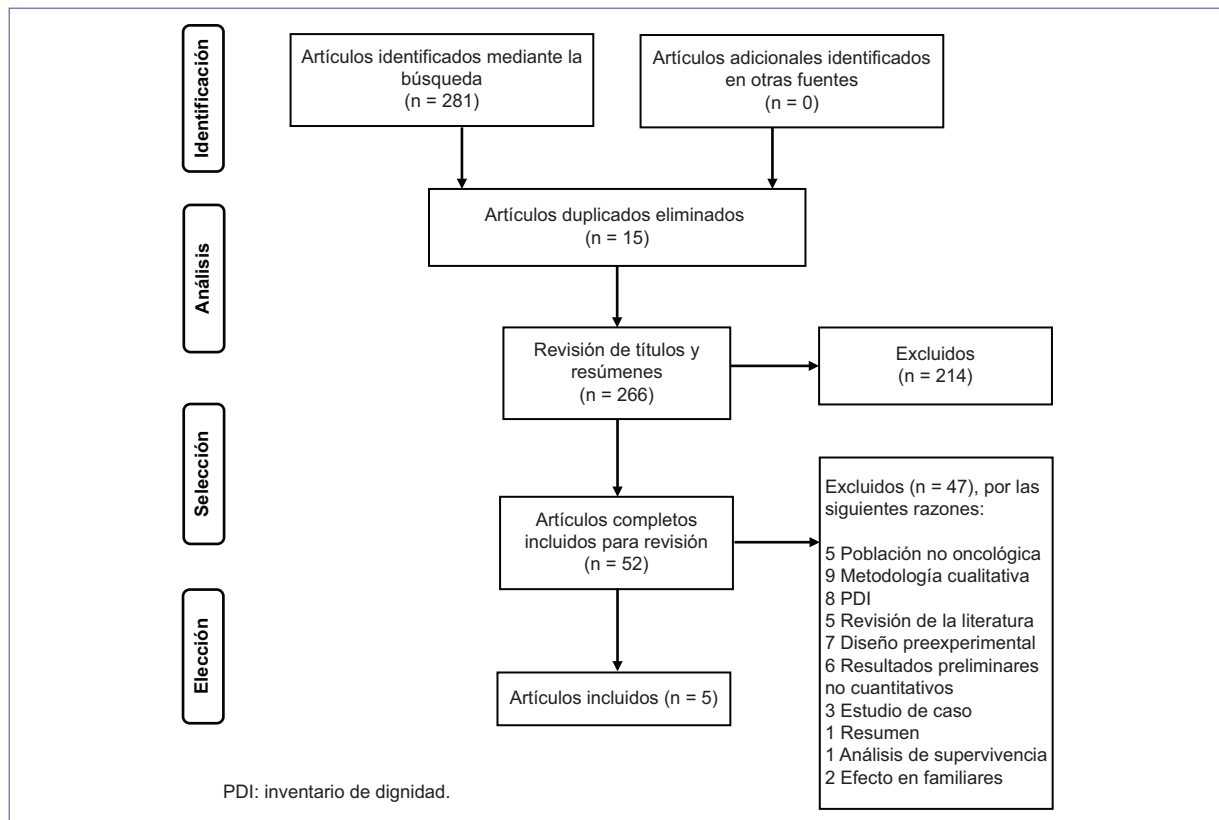 Identificación
Artículos identificados mediante la
búsqueda
(n = 281)
Artículos adicionales identificados
en otras fuentes
(n = 0)
Análisis
Artículos duplicados eliminados
(n = 15)
Revisión de títulos y
resúmenes
(n = 266)
Excluidos
(n = 214)
Selección
Artículos completos
incluidos para revisión
(n = 52)
Excluidos (n = 47), por las
siguientes razones:
5 Población no oncológica
9 Metodología cualitativa
8 PDI
5 Revisión de la literatura
7 Diseño preexperimental
6 Resultados preliminares
no cuantitativos
3 Estudio de caso
1 Resumen
1 Análisis de supervivencia
2 Efecto en familiares
Elección
Artículos incluidos (n = 5)
PDI: inventario de dignidad.